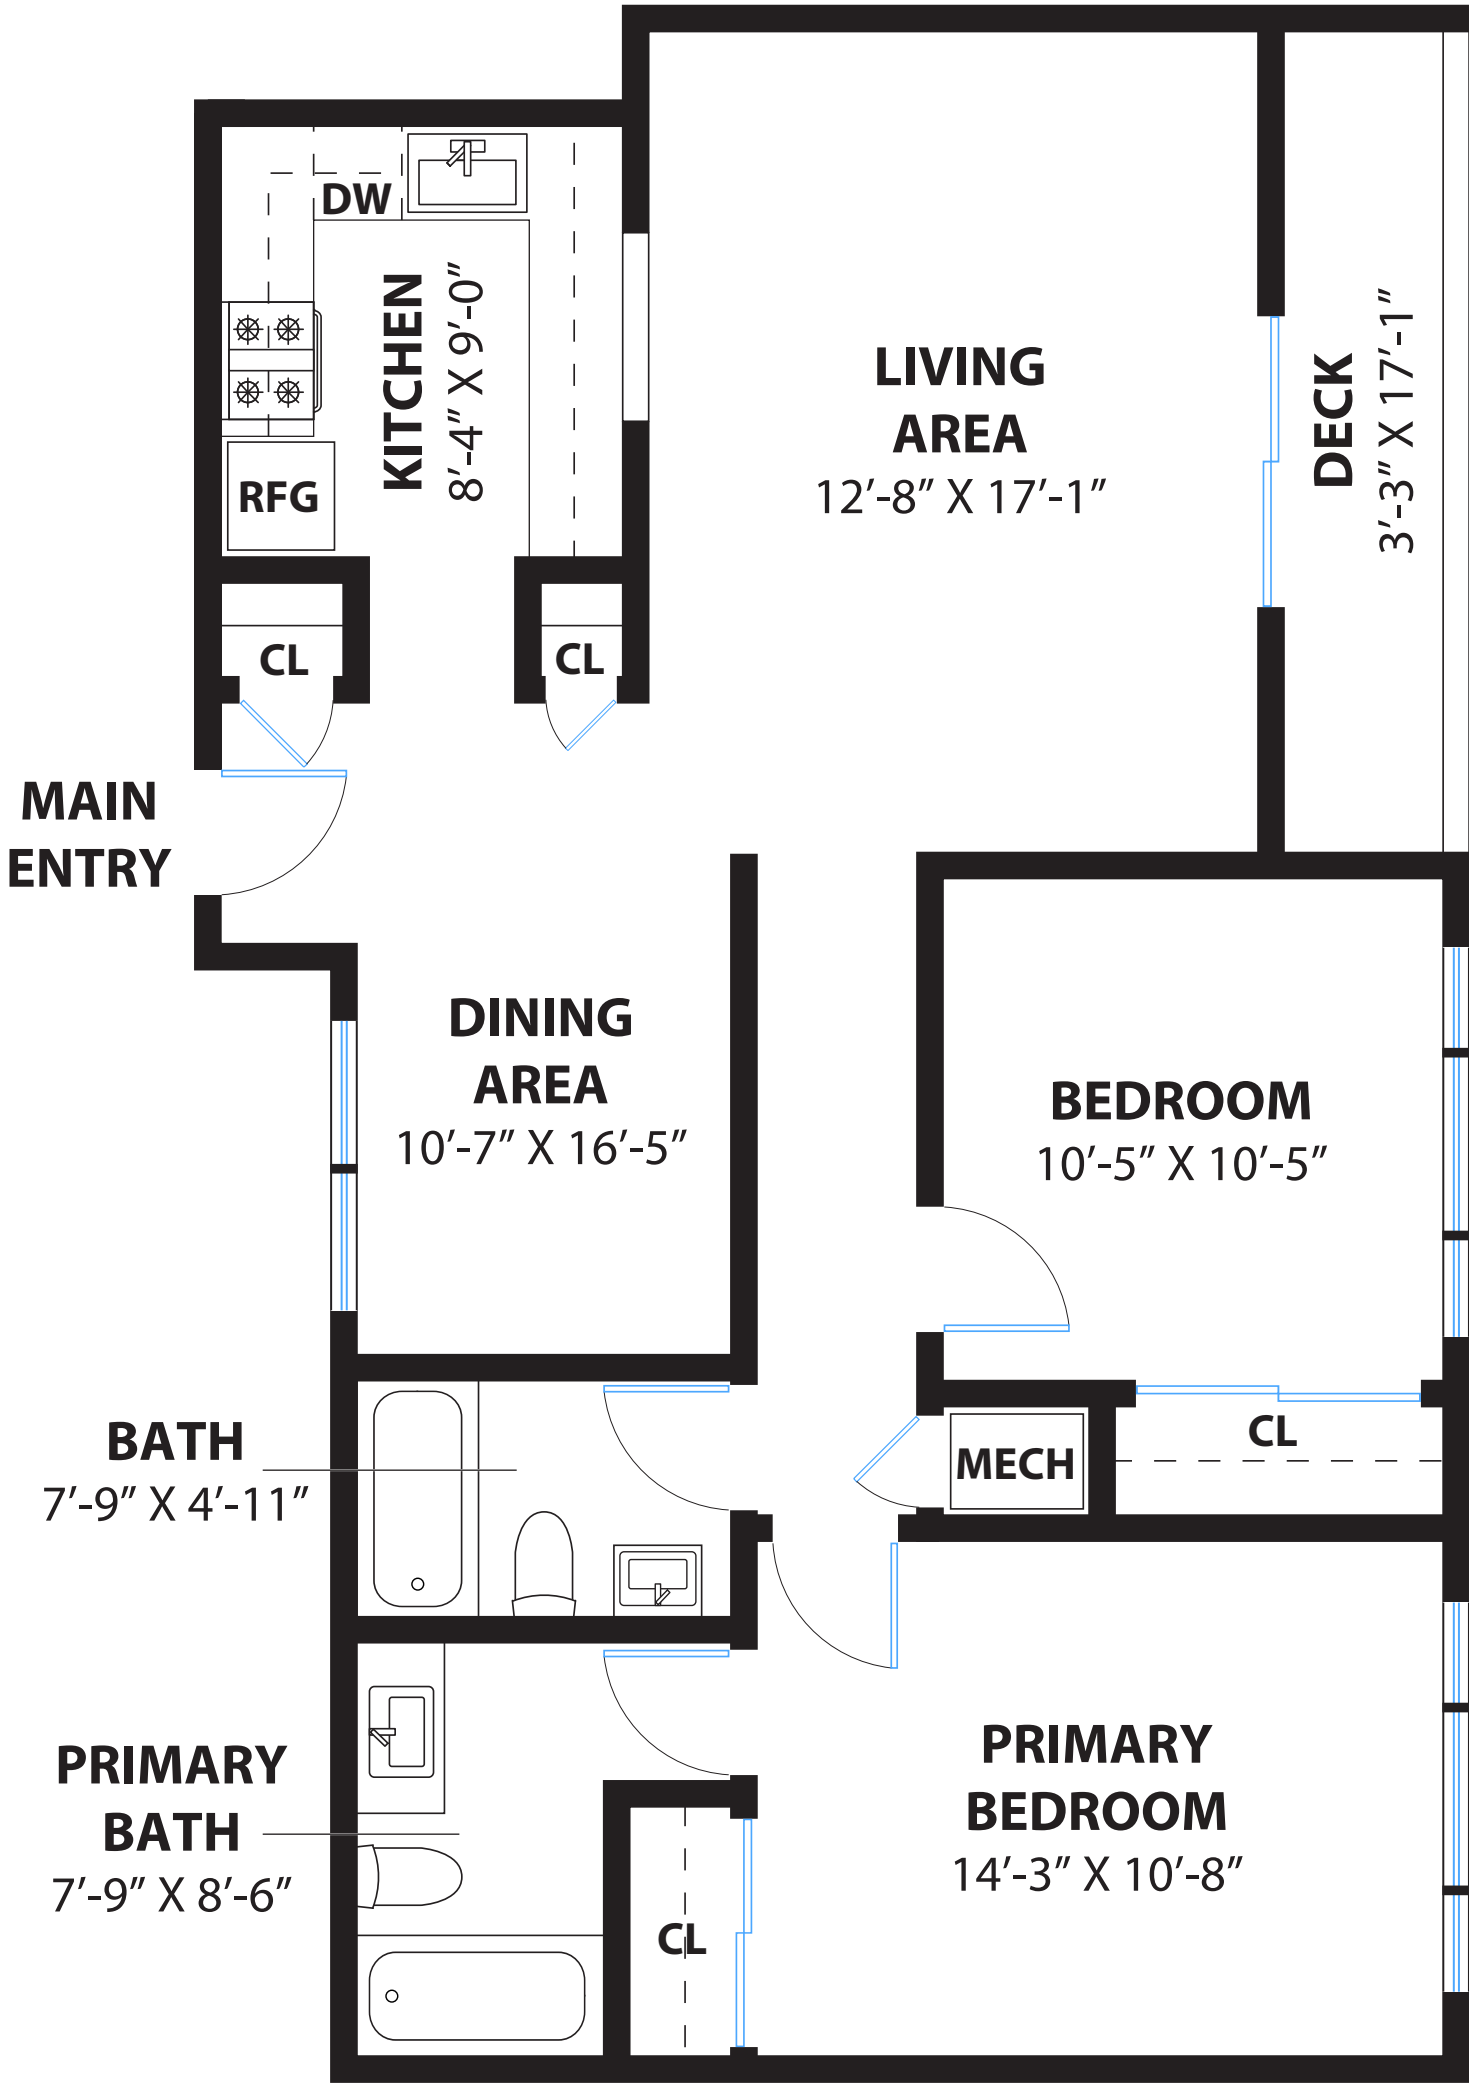 DW
KITCHEN
8'-4" X 9'-0"
RFG
LIVING
AREA
12'-8" X 17'-1"
DECK
3'-3" X 17'-1"
CL
CL
MAIN
ENTRY
DINING
AREA
10'-7" X 16'-5"
BEDROOM
10'-5" X 10'-5"
BATH
7'-9" X 4'-11"
MECH
CL
PRIMARY
BATH
7'-9" X 8'-6"
CL
PRIMARY
BEDROOM
14'-3" X 10'-8"